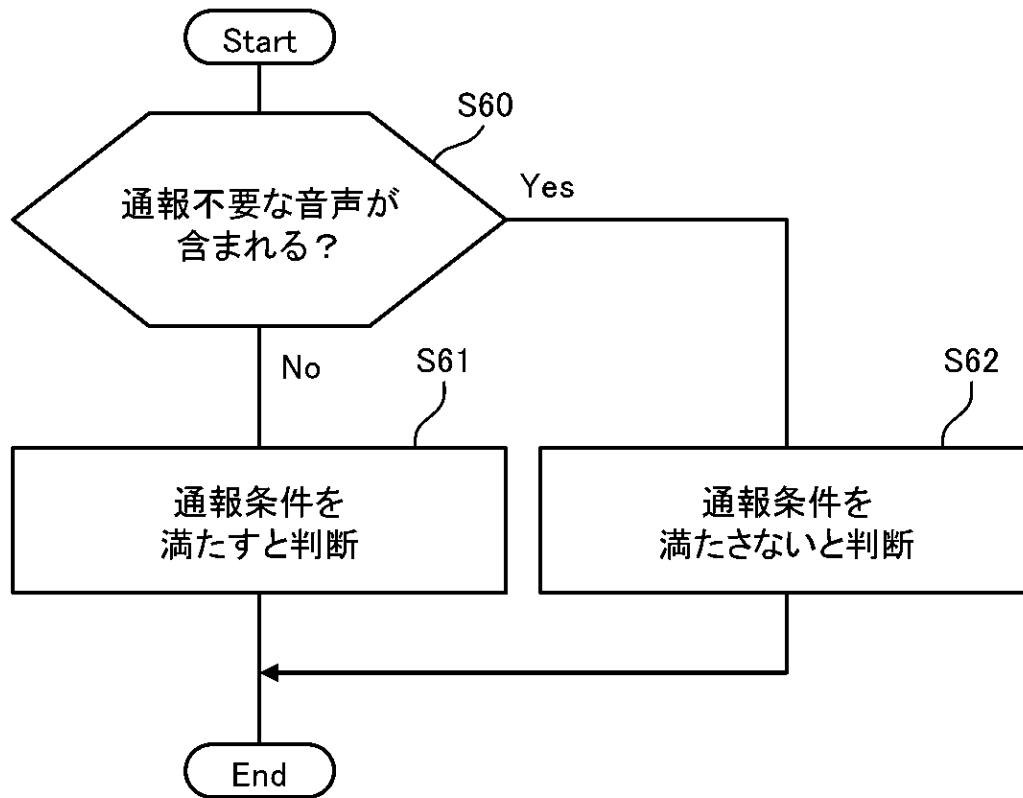 Start
S60
通報不要な音声が
含まれる？
Yes
No
S61
通報条件を
満たすと判断
S62
通報条件を
満たさないと判断
End